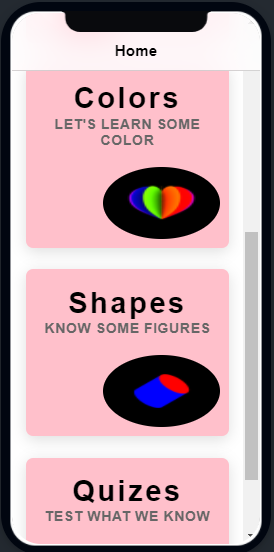 Home
Colors
LET'S LEARN SOME
COLOR
Shapes
KNOW SOME FIGURES
Quizes
TEST WHAT WE KNOW